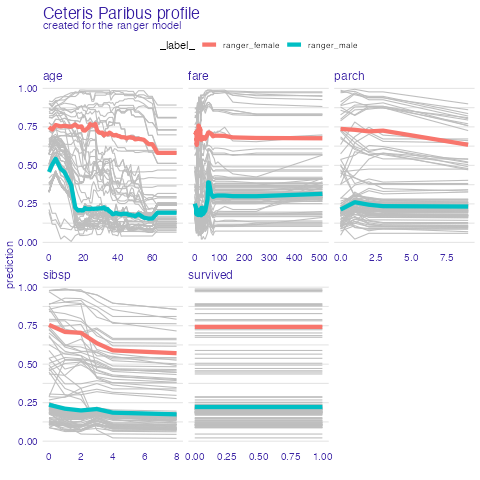 Ceteris Paribus profile
created for the ranger model
_label_ ranger_female ranger_male
age fare parch
1.00
0.75
0.50
0.25
0.00
0 20 40 60 0 100 200 300 400 500 0.0 2.5 5.0 7.5
prediction
sibsp survived
1.00
0.75
0.50
0.25
0.00
0 2 4 6 8 0.00 0.25 0.50 0.75 1.00